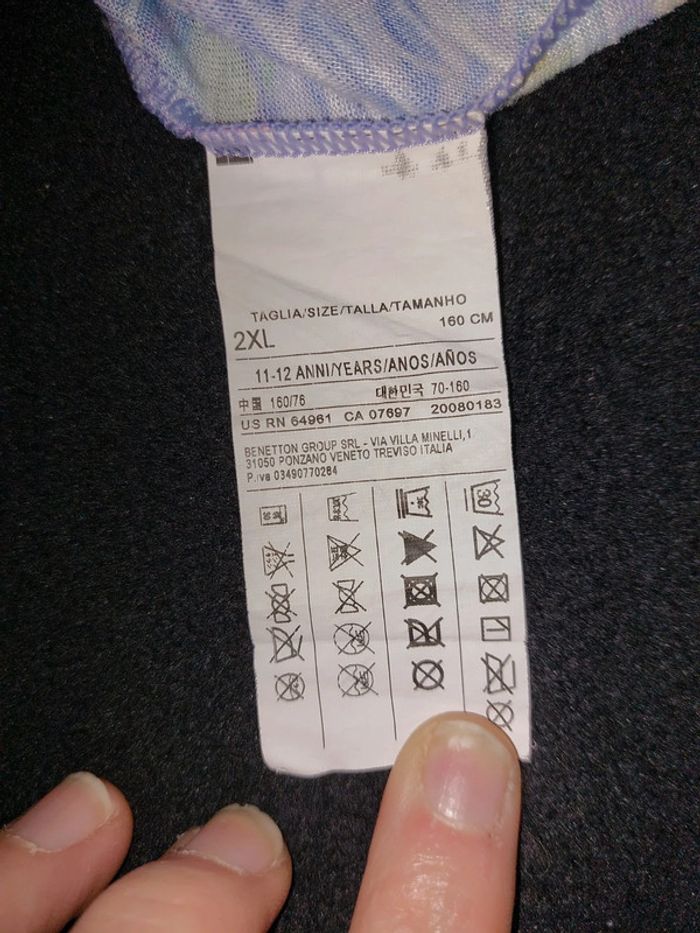 TAGLIA/SIZE/TALLA/TAMANHO
2XL 160 CM
11-12 ANNI/YEARS/ANOS/AÑOS
中国 160/76 대한민국 70-160
US RN 64961 CA 07697 20080183
BENETTON GROUP SRL - VIA VILLA MINELLI,1
31050 PONZANO VENETO TREVISO ITALIA
P.iva 03490770284
30